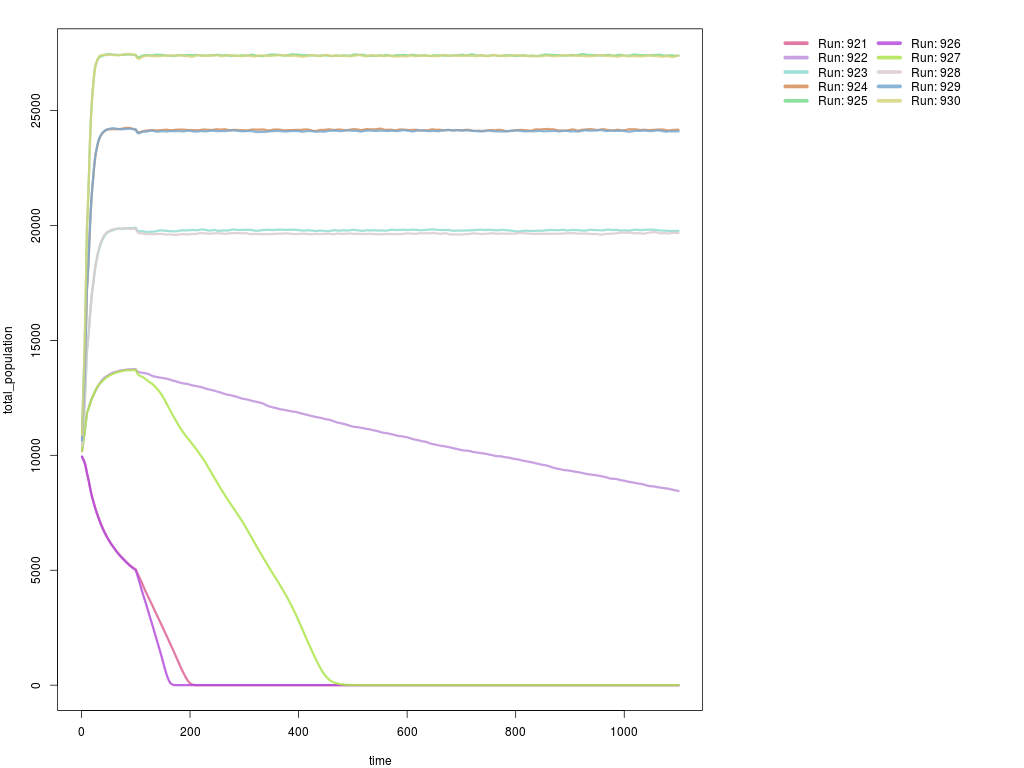 Run: 921
Run: 922
Run: 923
Run: 924
Run: 925
Run: 926
Run: 927
Run: 928
Run: 929
Run: 930
total_population
25000
20000
15000
10000
5000
0
0 200 400 600 800 1000
time